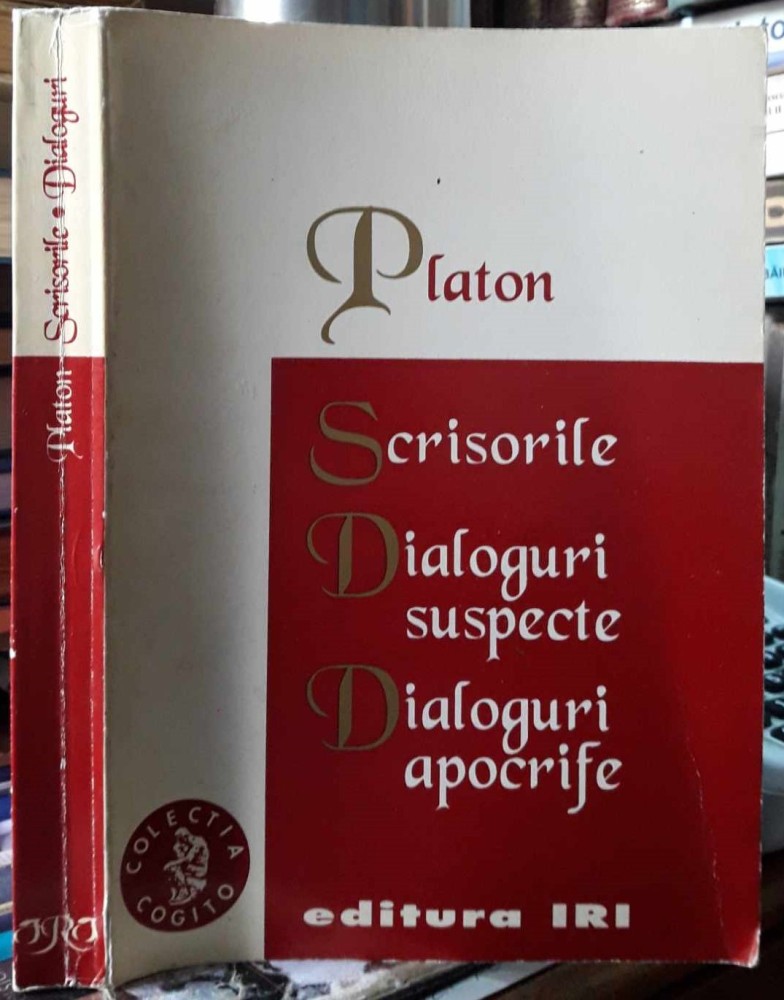 Platon
Scrisorile
Dialoguri
suspecte
Dialoguri
apocrife
COLECTIA
COGITO
editura IRI
Platon - Scrisorile • Dialoguri
IRI